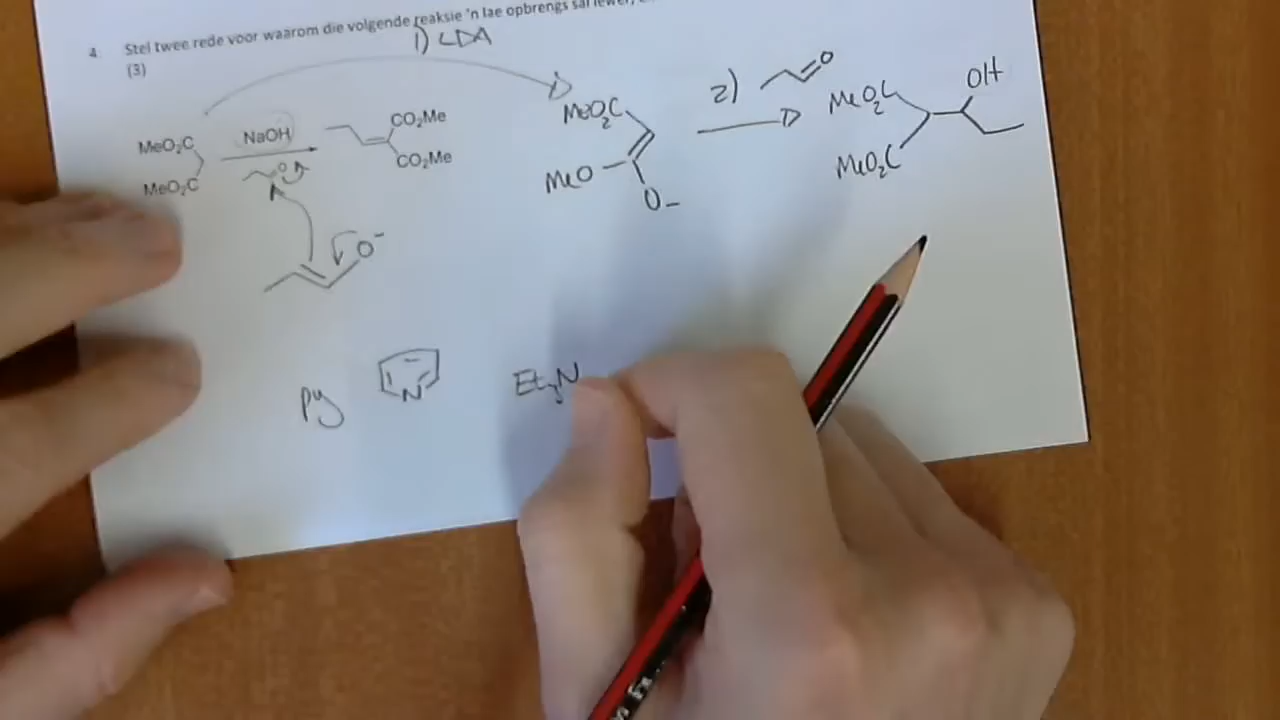 4. Stel twee rede voor waarom die volgende reaksie 'n lae opbrengs sal
(3)
1) LDA
MeO₂C
MeO₂C
NaOH
O
CO₂Me
CO₂Me
O⁻
MeO₂C
MeO
O-
2)
O
MeO₂C
MeO₂C
OH
py
N
Et₃N